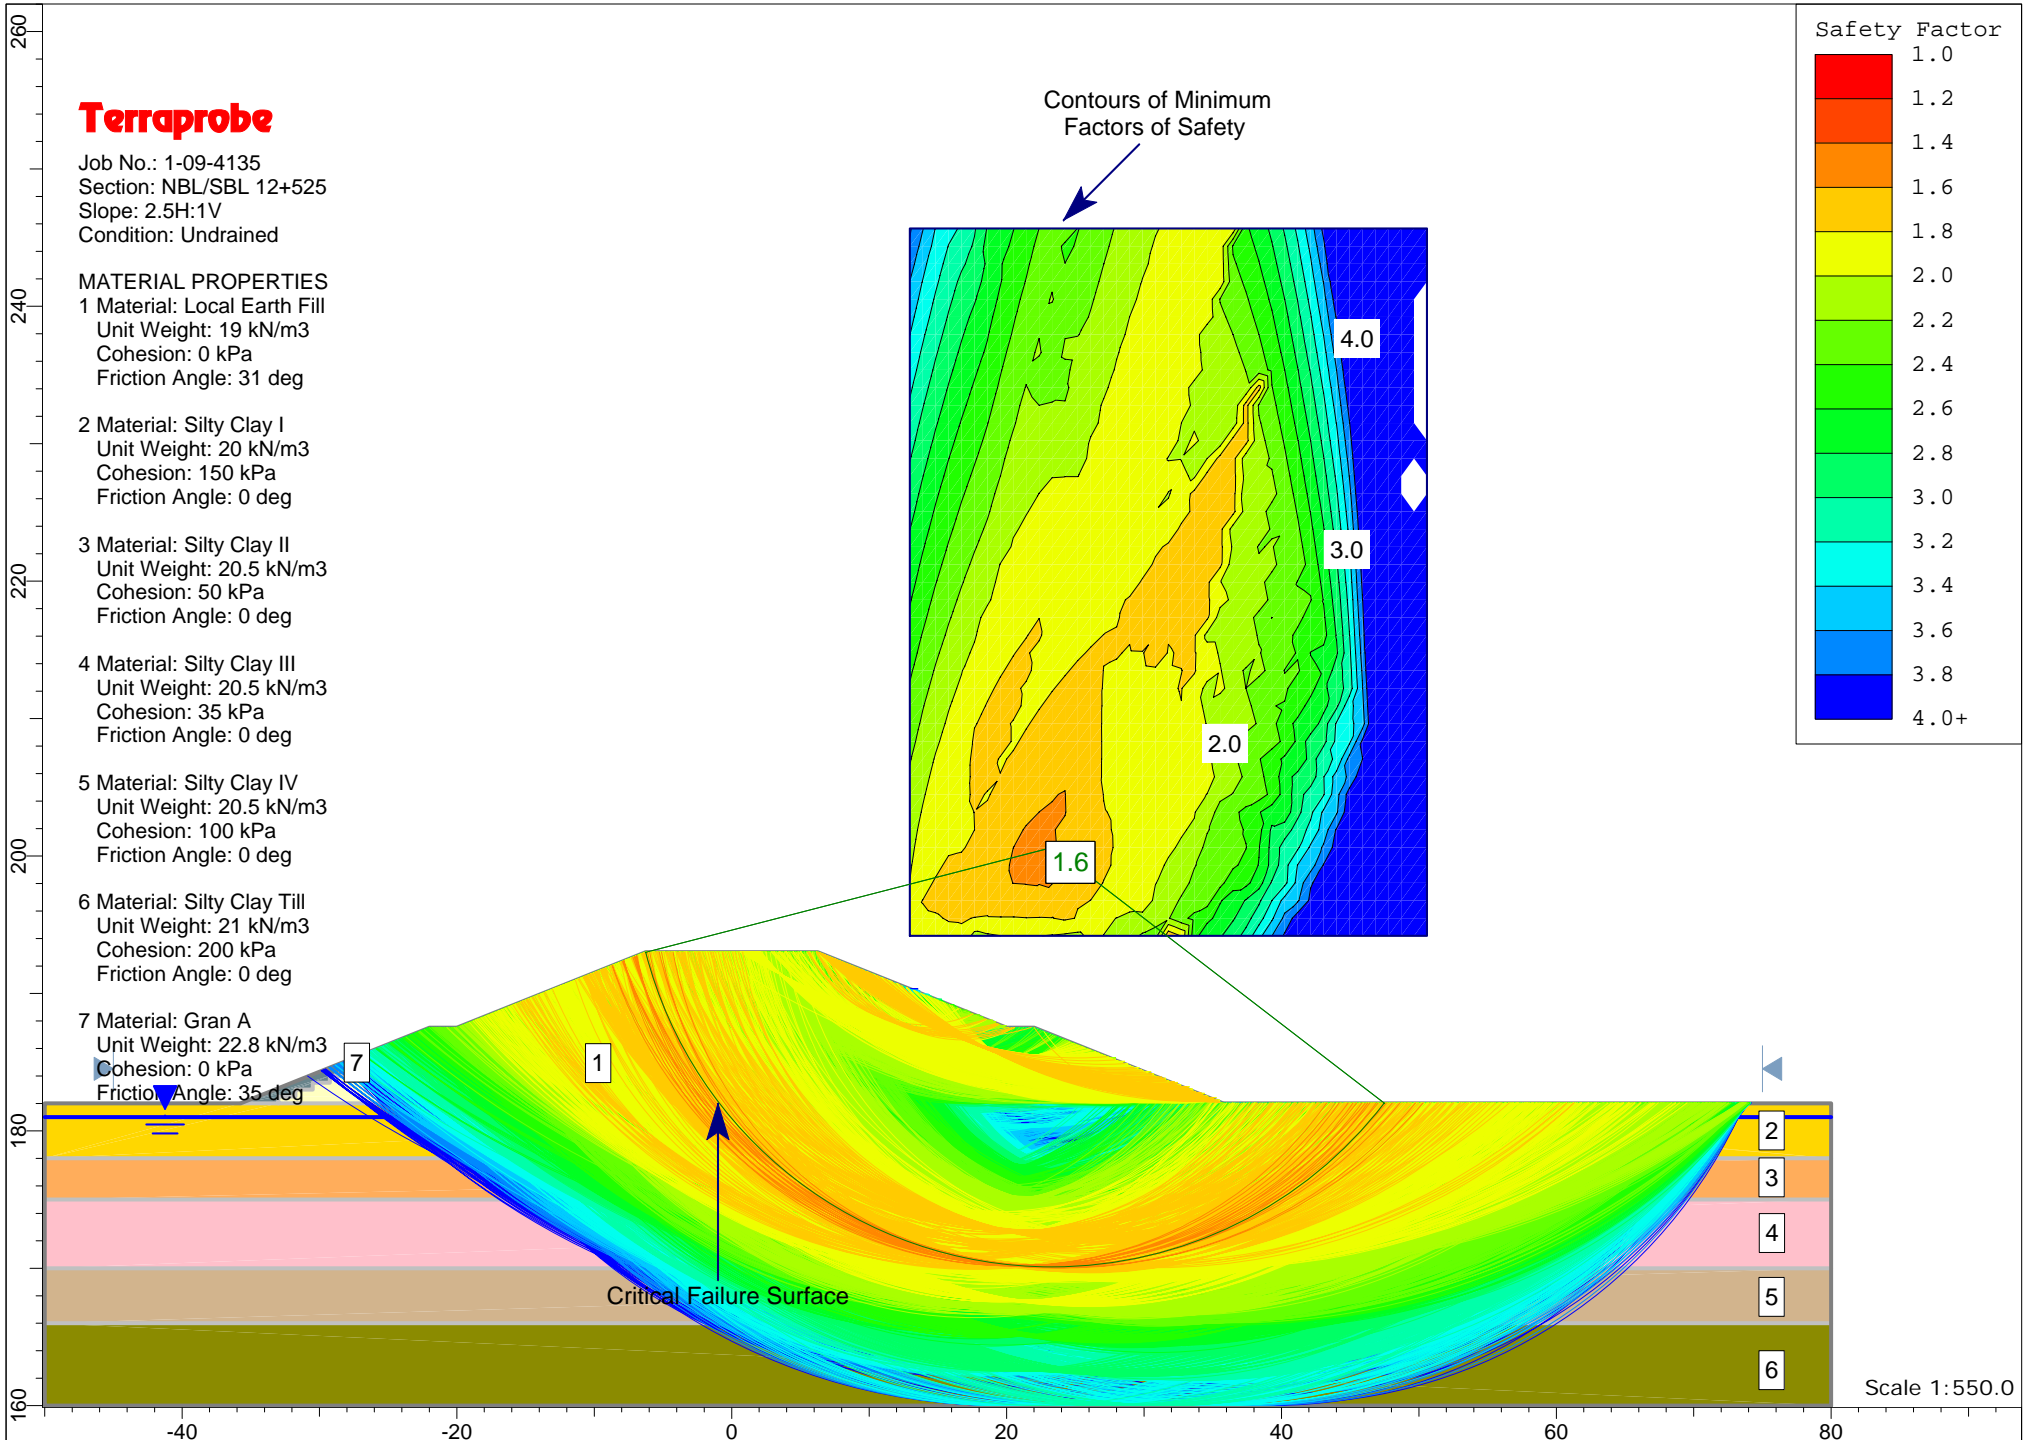 Terraprobe
Job No.: 1-09-4135
Section: NBL/SBL 12+525
Slope: 2.5H:1V
Condition: Undrained
MATERIAL PROPERTIES
1 Material: Local Earth Fill
Unit Weight: 19 kN/m3
Cohesion: 0 kPa
Friction Angle: 31 deg
2 Material: Silty Clay I
Unit Weight: 20 kN/m3
Cohesion: 150 kPa
Friction Angle: 0 deg
3 Material: Silty Clay II
Unit Weight: 20.5 kN/m3
Cohesion: 50 kPa
Friction Angle: 0 deg
4 Material: Silty Clay III
Unit Weight: 20.5 kN/m3
Cohesion: 35 kPa
Friction Angle: 0 deg
5 Material: Silty Clay IV
Unit Weight: 20.5 kN/m3
Cohesion: 100 kPa
Friction Angle: 0 deg
6 Material: Silty Clay Till
Unit Weight: 21 kN/m3
Cohesion: 200 kPa
Friction Angle: 0 deg
7 Material: Gran A
Unit Weight: 22.8 kN/m3
Cohesion: 0 kPa
Friction Angle: 35 deg
Contours of Minimum
Factors of Safety
4.0
3.0
2.0
1.6
Safety Factor
1.0
1.2
1.4
1.6
1.8
2.0
2.2
2.4
2.6
2.8
3.0
3.2
3.4
3.6
3.8
4.0+
7
1
Critical Failure Surface
2
3
4
5
6
Scale 1:550.0
260
240
220
200
180
160
-40
-20
0
20
40
60
80